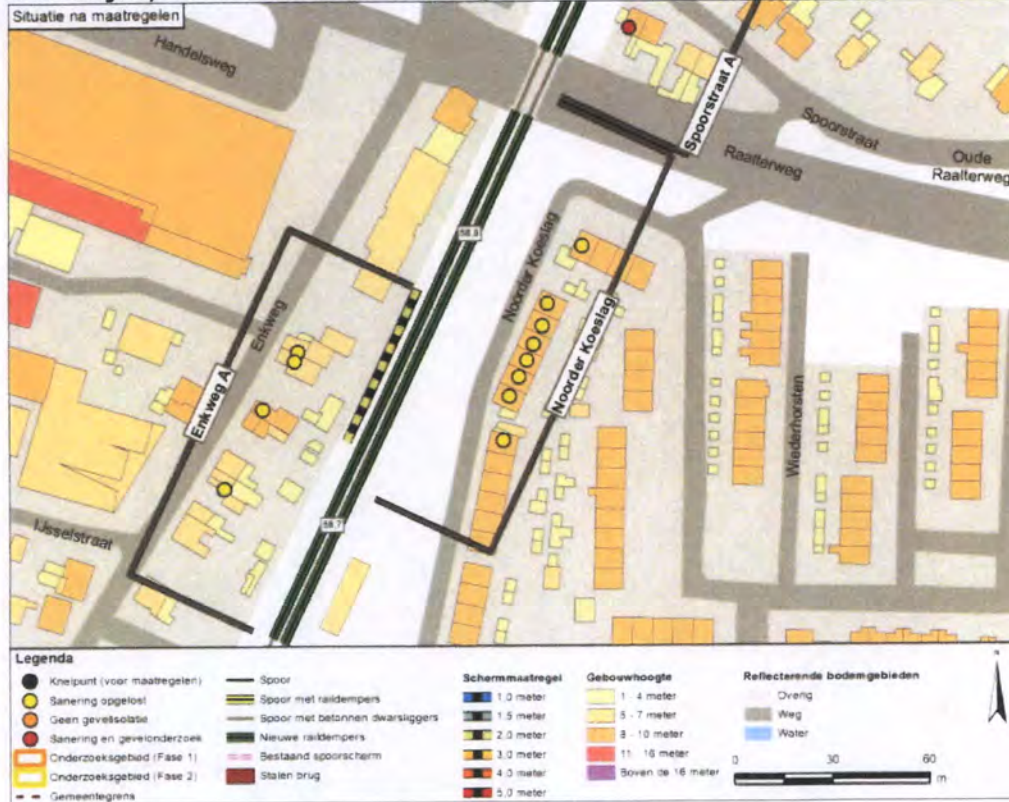 Situatie na maatregelen
Handelsweg
Spoorstraat A
Spoorstraat
Oude
Raalterweg
Raalterweg
58.8
Noorder Koeslag
Enkweg
Enkweg A
Noorder Koeslag
Wiederhorsten
58.7
IJsselstraat
Legenda
Knelpunt (voor maatregelen)
Sanering opgelost
Geen gevelisolatie
Sanering en gevelonderzoek
Onderzoeksgebied (Fase 1)
Onderzoeksgebied (Fase 2)
Gemeentegrens
Spoor
Spoor met raildempers
Spoor met betonnen dwarsliggers
Nieuwe raildempers
Bestaand spoorscherm
Stalen brug
Schermmaatregel
1,0 meter
1,5 meter
2,0 meter
3,0 meter
4,0 meter
5,0 meter
Gebouwhoogte
1 - 4 meter
5 - 7 meter
8 - 10 meter
11 - 16 meter
Boven de 16 meter
Reflecterende bodemgebieden
Overig
Weg
Water
N
0 30 60
m